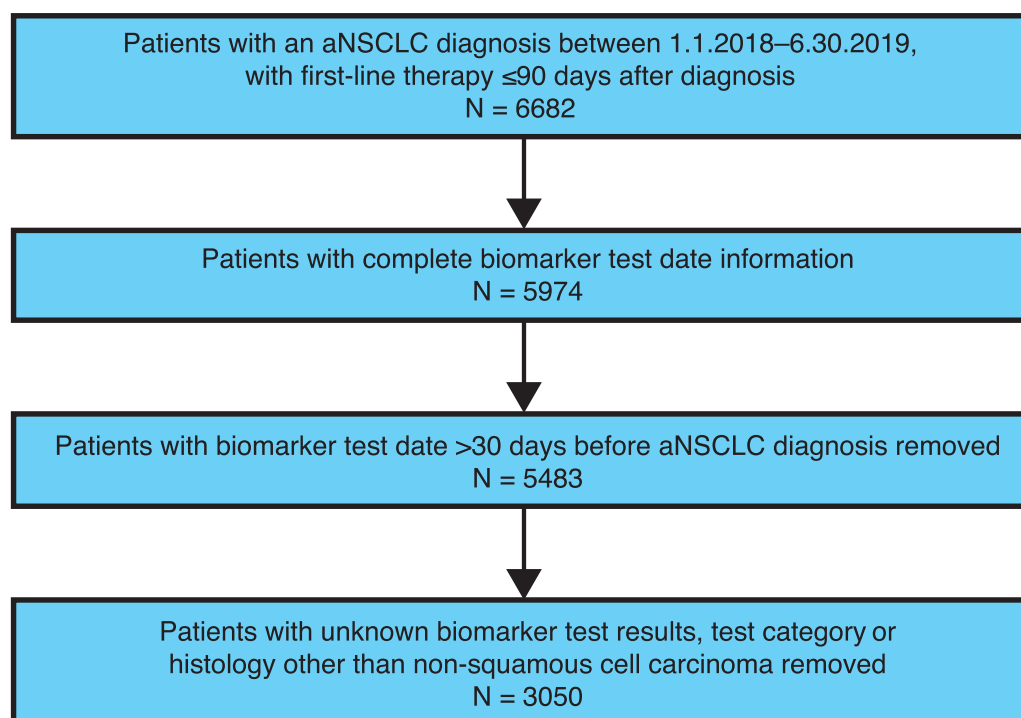 Patients with an aNSCLC diagnosis between 1.1.2018–6.30.2019,
with first-line therapy ≤90 days after diagnosis
N = 6682
Patients with complete biomarker test date information
N = 5974
Patients with biomarker test date >30 days before aNSCLC diagnosis removed
N = 5483
Patients with unknown biomarker test results, test category or
histology other than non-squamous cell carcinoma removed
N = 3050